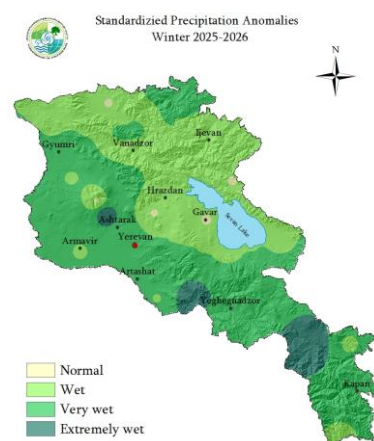 Standardizied Precipitation Anomalies
Winter 2025-2026
N
Ijevan
Gyumri
Vanadzor
Hrazdan
Gavar
Sevan Lake
Ashtarak
Yerevan
Armavir
Artashat
Yeghegnadzor
Kapan
Normal
Wet
Very wet
Extremely wet